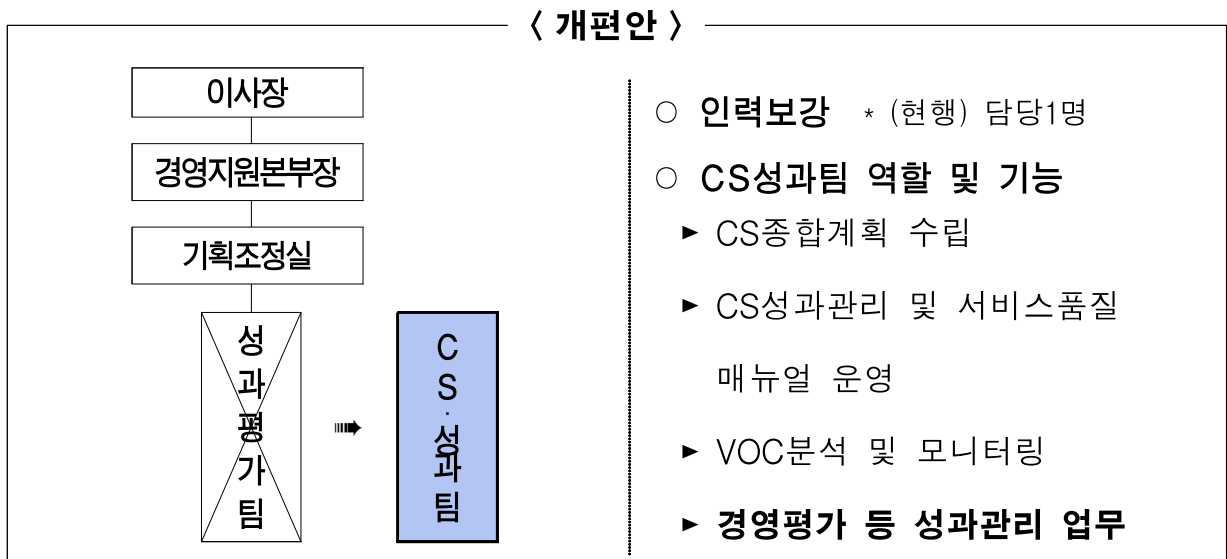 〈 개편안 〉
이사장
경영지원본부장
기획조정실
성과평가팀
CS·성과팀
○ 인력보강 * (현행) 담당1명
○ CS성과팀 역할 및 기능
► CS종합계획 수립
► CS성과관리 및 서비스품질
매뉴얼 운영
► VOC분석 및 모니터링
► 경영평가 등 성과관리 업무